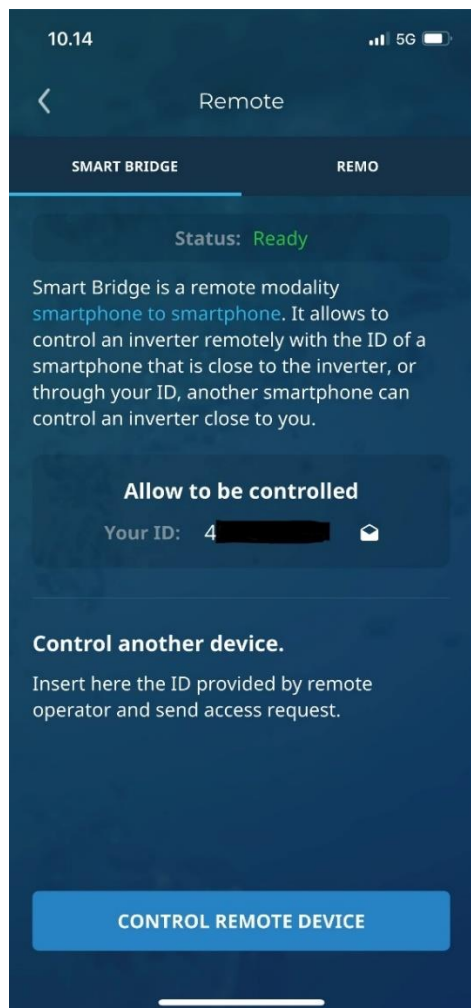 10.14 5G
Remote
SMART BRIDGE REMO
Status: Ready
Smart Bridge is a remote modality
smartphone to smartphone. It allows to
control an inverter remotely with the ID of a
smartphone that is close to the inverter, or
through your ID, another smartphone can
control an inverter close to you.
Allow to be controlled
Your ID: 4
Control another device.
Insert here the ID provided by remote
operator and send access request.
CONTROL REMOTE DEVICE